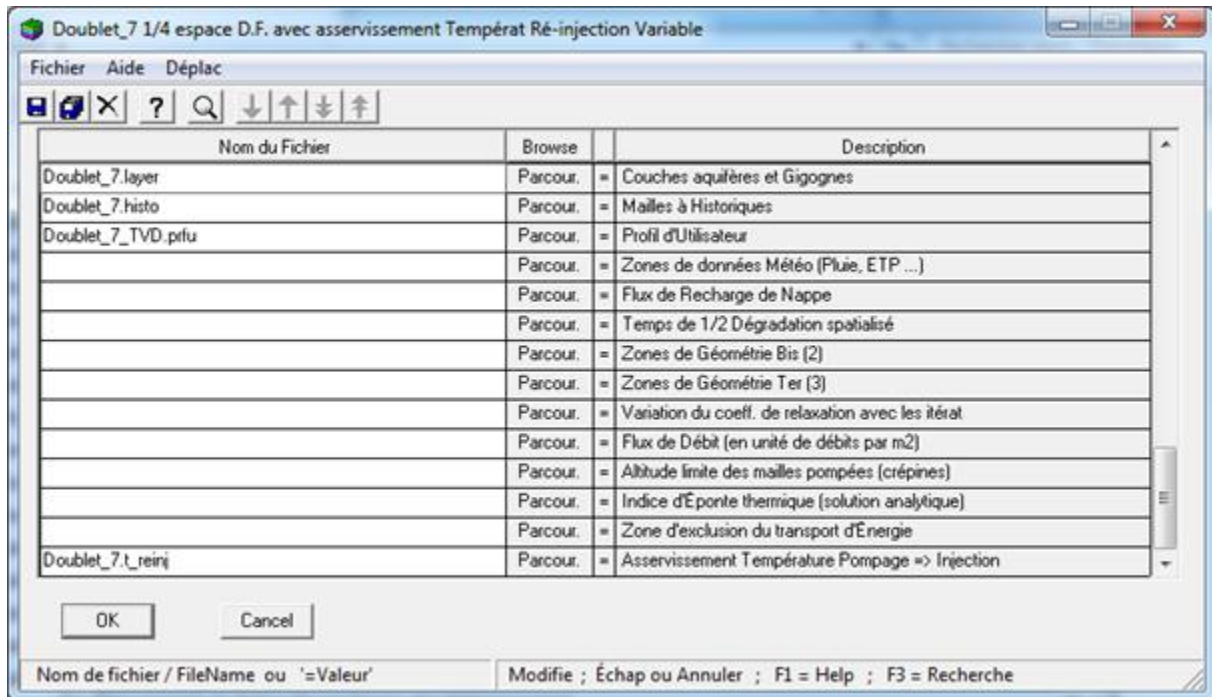 Doublet_7 1/4 espace D.F. avec asservissement Températ Ré-injection Variable
Fichier Aide Déplac
?
Nom du Fichier Browse Description
Doublet_7.layer Parcour. = Couches aquifères et Gigognes
Doublet_7.histo Parcour. = Mailles à Historiques
Doublet_7_TVD.prfu Parcour. = Profil d'Utilisateur
Parcour. = Zones de données Météo (Pluie, ETP ...)
Parcour. = Flux de Recharge de Nappe
Parcour. = Temps de 1/2 Dégradation spatialisé
Parcour. = Zones de Géométrie Bis (2)
Parcour. = Zones de Géométrie Ter (3)
Parcour. = Variation du coeff. de relaxation avec les itérat
Parcour. = Flux de Débit (en unité de débits par m2)
Parcour. = Altitude limite des mailles pompées (crépines)
Parcour. = Indice d'Éponte thermique (solution analytique)
Parcour. = Zone d'exclusion du transport d'Énergie
Doublet_7.t_reinj Parcour. = Asservissement Température Pompage => Injection
OK Cancel
Nom de fichier / FileName ou '=Valeur' Modifie ; Échap ou Annuler ; F1 = Help ; F3 = Recherche